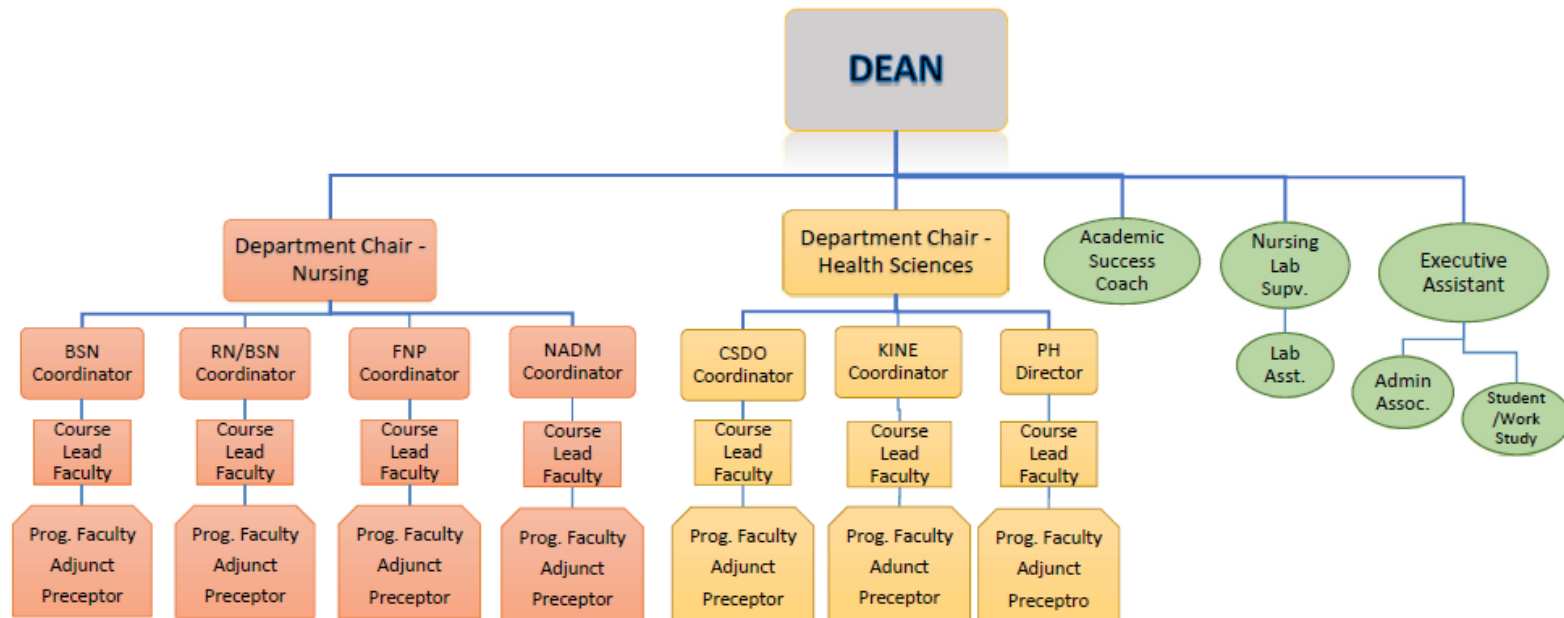 DEAN
Department Chair -
Nursing
Department Chair -
Health Sciences
Academic
Success
Coach
Nursing
Lab
Supv.
Executive
Assistant
BSN
Coordinator
RN/BSN
Coordinator
FNP
Coordinator
NADM
Coordinator
CSDO
Coordinator
KINE
Coordinator
PH
Director
Lab
Asst.
Admin
Assoc.
Student
/Work
Study
Course
Lead
Faculty
Course
Lead
Faculty
Course
Lead
Faculty
Course
Lead
Faculty
Course
Lead
Faculty
Course
Lead
Faculty
Course
Lead
Faculty
Prog. Faculty
Adjunct
Preceptor
Prog. Faculty
Adjunct
Preceptor
Prog. Faculty
Adjunct
Preceptor
Prog. Faculty
Adjunct
Preceptor
Prog. Faculty
Adjunct
Preceptor
Prog. Faculty
Adunct
Preceptor
Prog. Faculty
Adjunct
Preceptro